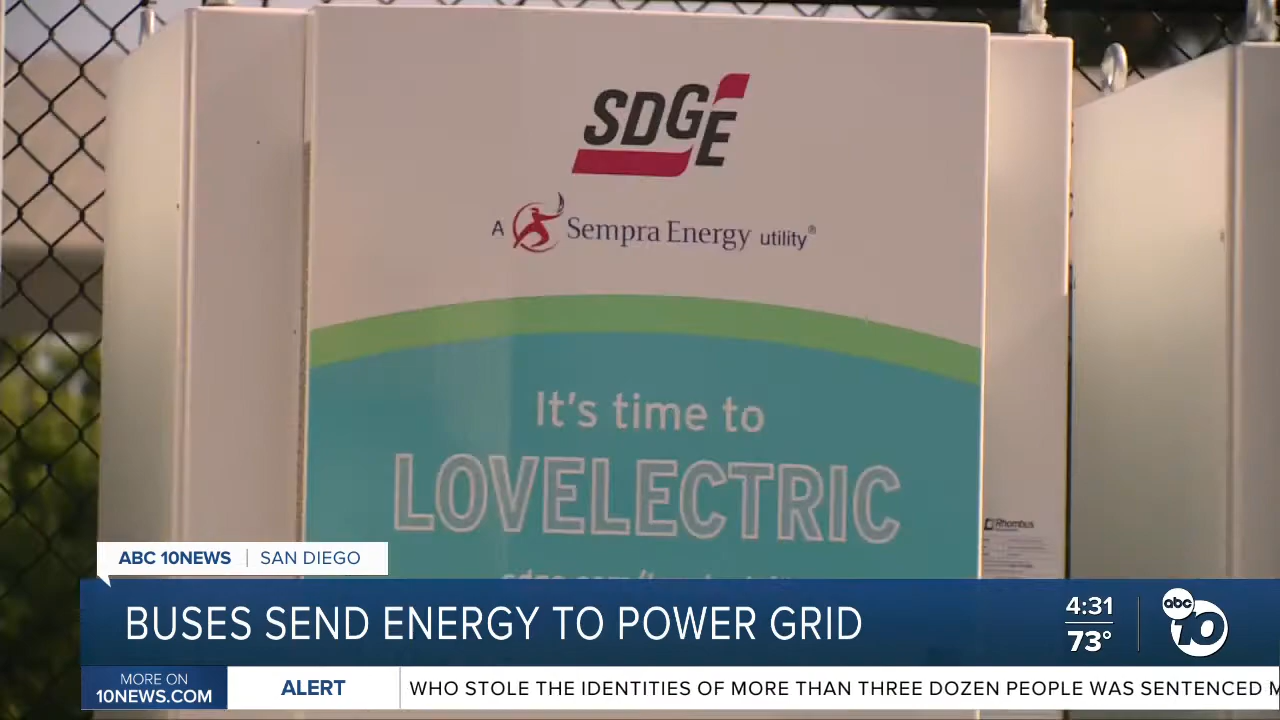 SDGE
A Sempra Energy utility®
It's time to
LOVELECTRIC
Rhombus
ABC 10NEWS | SAN DIEGO
BUSES SEND ENERGY TO POWER GRID
4:31
73°
abc 10
MORE ON
10NEWS.COM
ALERT
WHO STOLE THE IDENTITIES OF MORE THAN THREE DOZEN PEOPLE WAS SENTENCED